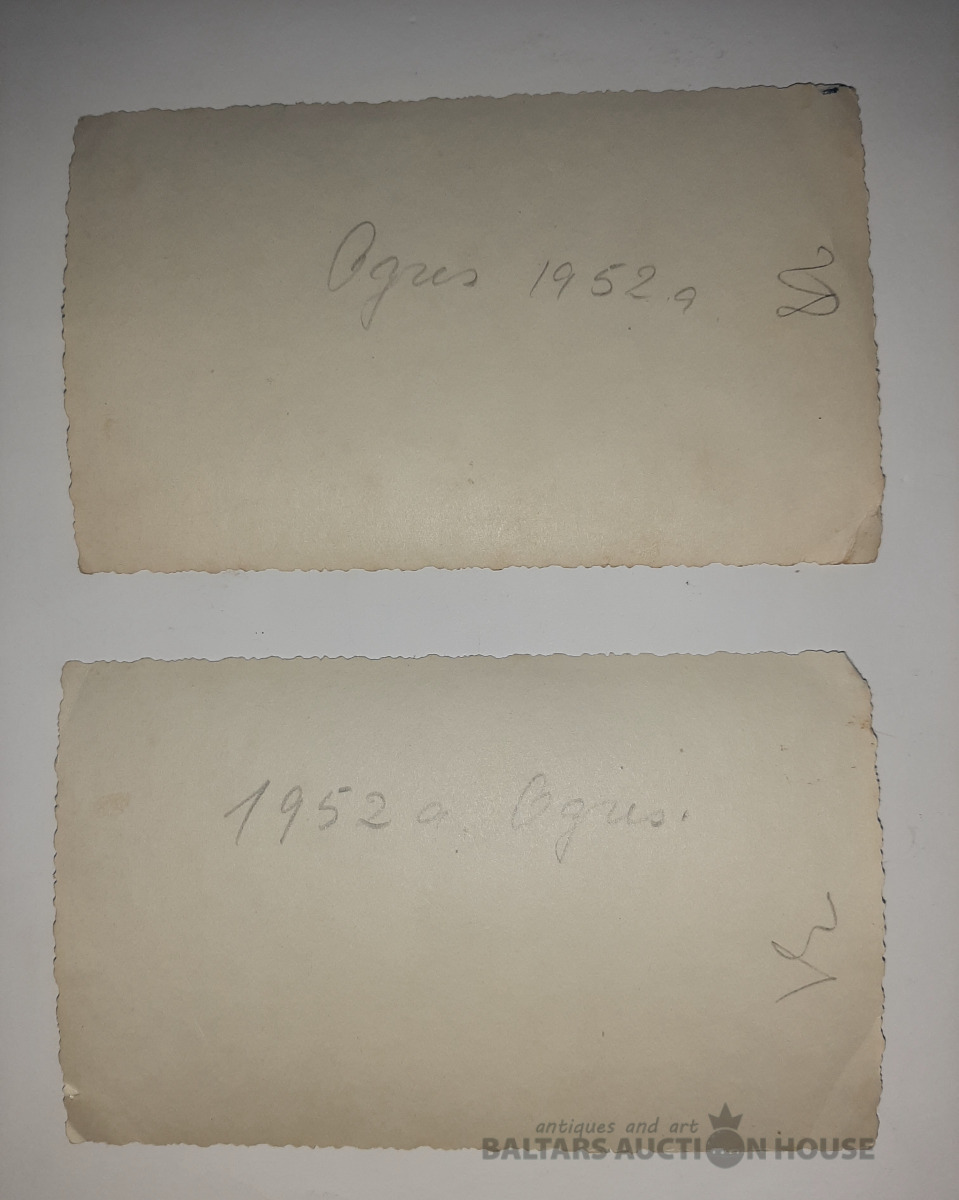 Ogres 1952.a
1952 a. Ogres.
antiques and art
BALTARS AUCTION HOUSE